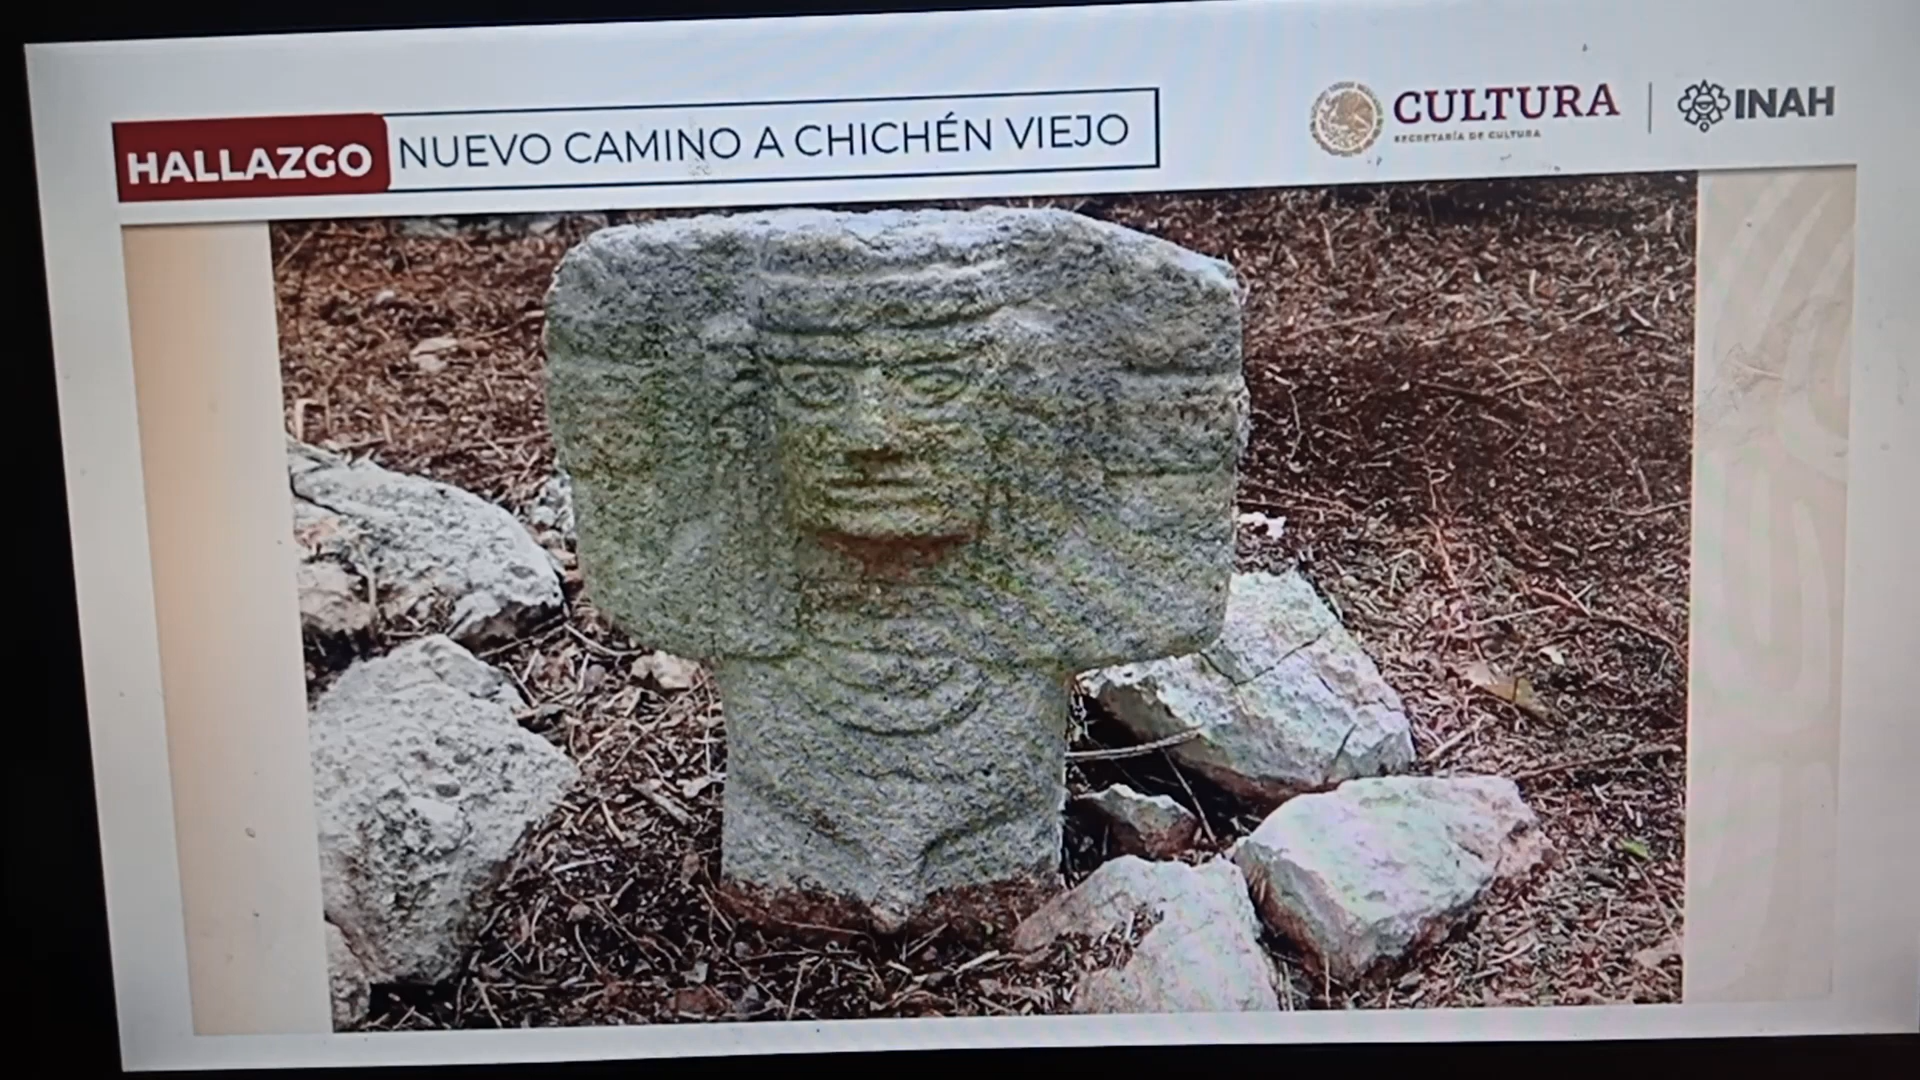 HALLAZGO NUEVO CAMINO A CHICHÉN VIEJO
CULTURA
SECRETARÍA DE CULTURA
INAH